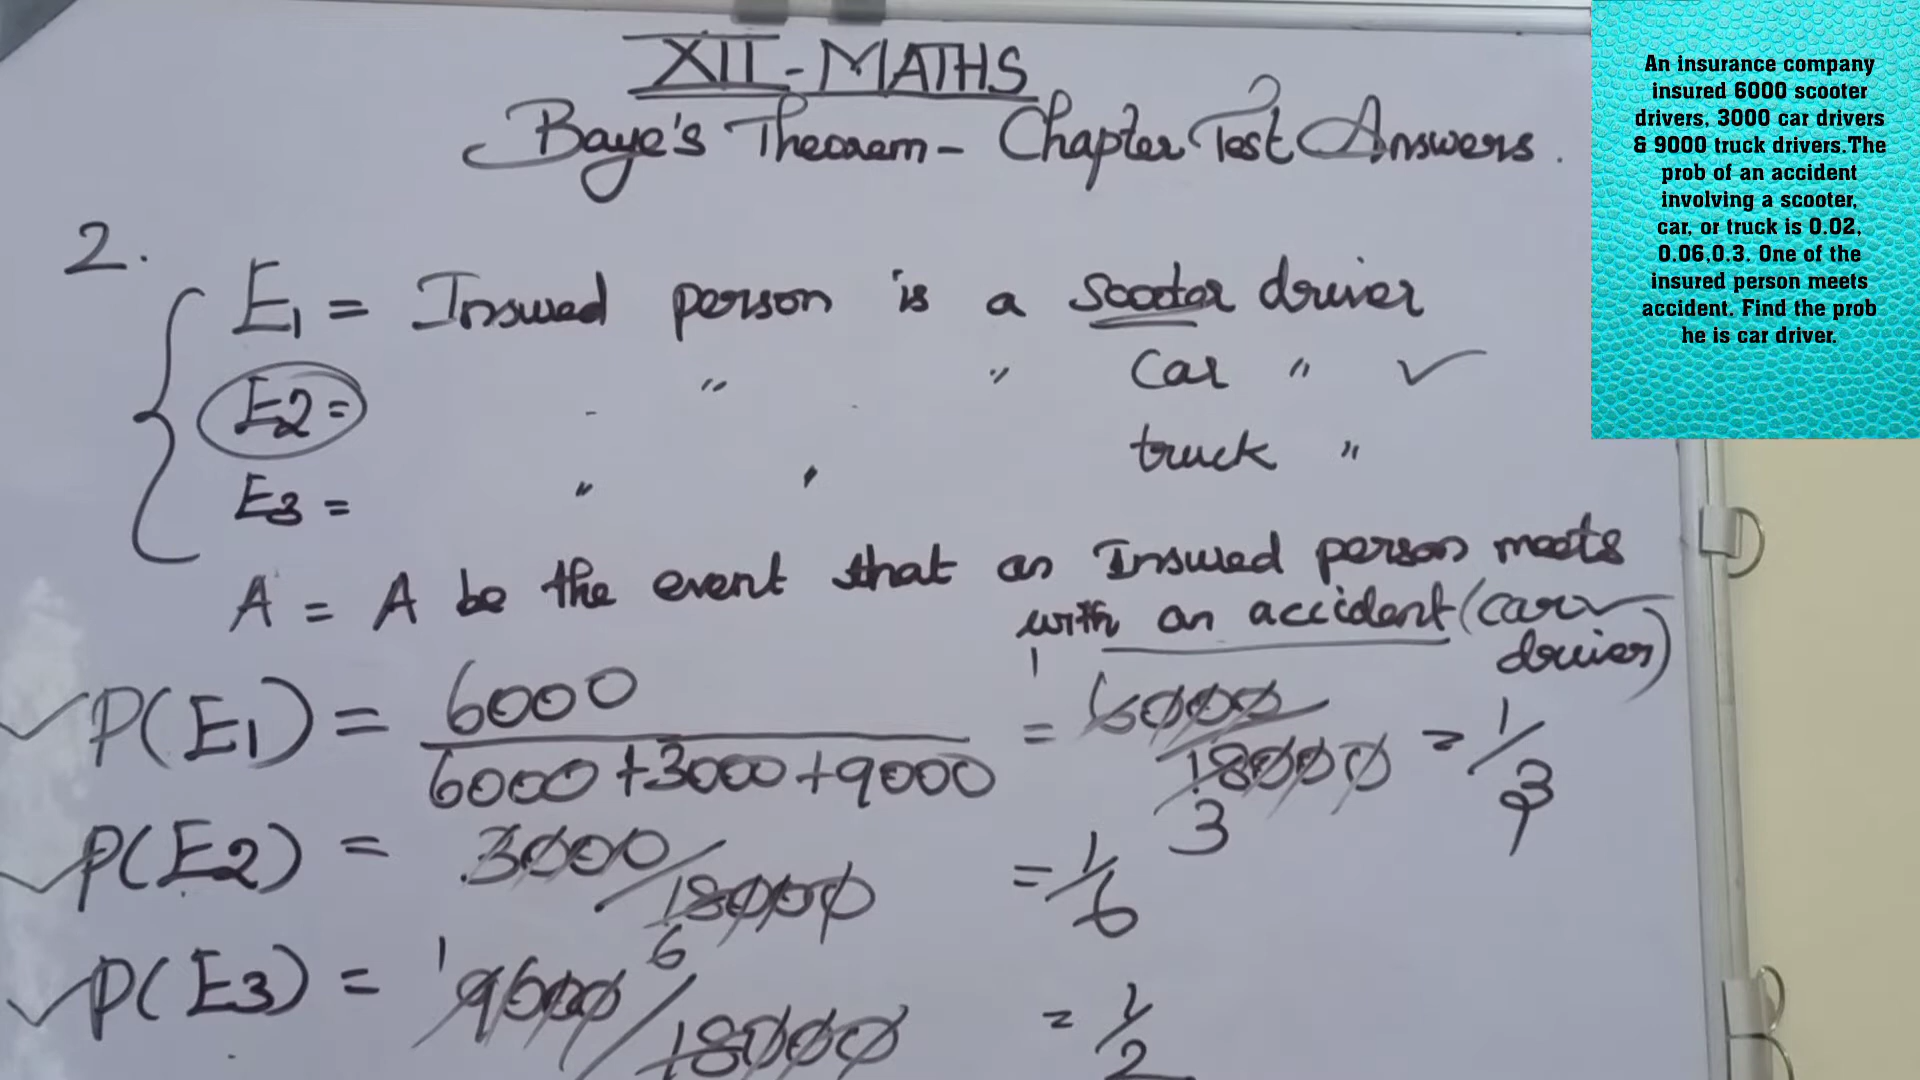 XII - MATHS
Baye's Theorem - Chapter Test Answers.
2.
E1 = Insured person is a scooter driver
E2 = - " " car " ✓
E3 = " " truck "
A = A be the event that an Insured person meets
with an accident (car
driver)
P(E1) = 6000 / 6000+3000+9000 = 6000/18000 = 1/3
1
3
P(E2) = 3000/18000 = 1/6
6
P(E3) = 9000/18000 = 1/2
1
An insurance company
insured 6000 scooter
drivers, 3000 car drivers
& 9000 truck drivers.The
prob of an accident
involving a scooter,
car, or truck is 0.02,
0.06,0.3. One of the
insured person meets
accident. Find the prob
he is car driver.